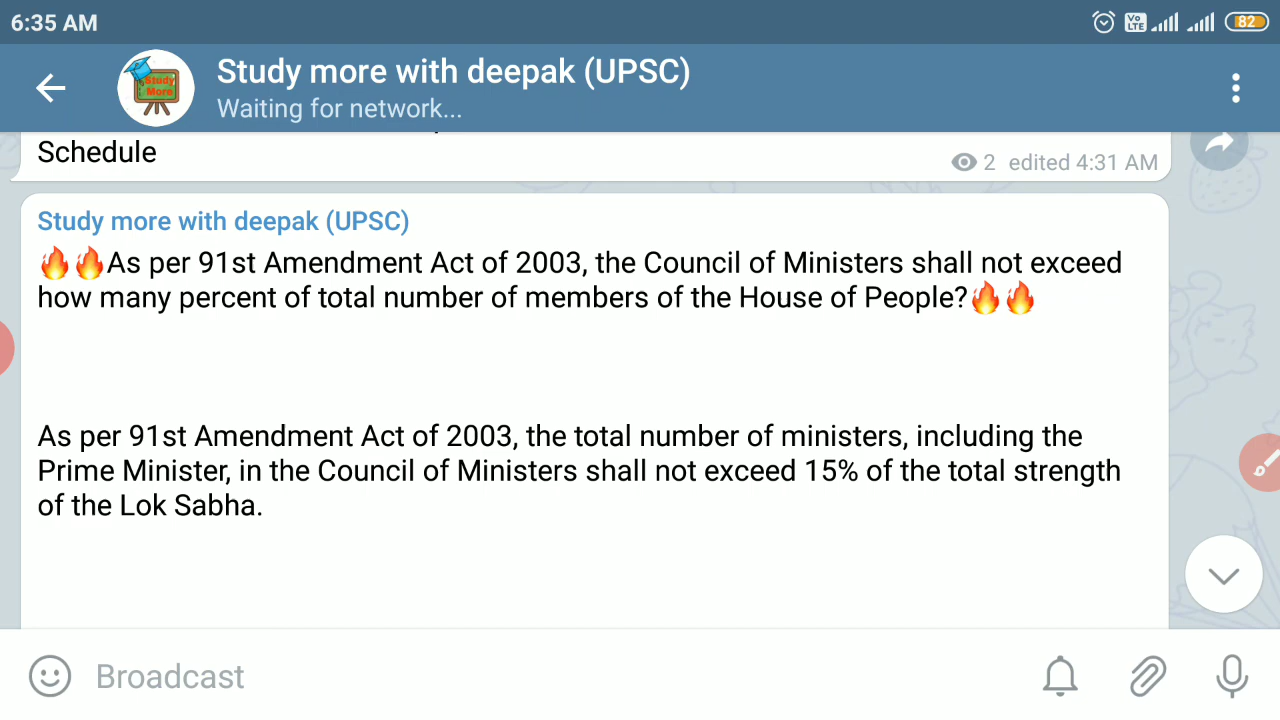 6:35 AM
Vo LTE
82
Study more with deepak (UPSC)
Study More
Waiting for network...
Schedule
2 edited 4:31 AM
Study more with deepak (UPSC)
🔥🔥As per 91st Amendment Act of 2003, the Council of Ministers shall not exceed
how many percent of total number of members of the House of People?🔥🔥
As per 91st Amendment Act of 2003, the total number of ministers, including the
Prime Minister, in the Council of Ministers shall not exceed 15% of the total strength
of the Lok Sabha.
Broadcast